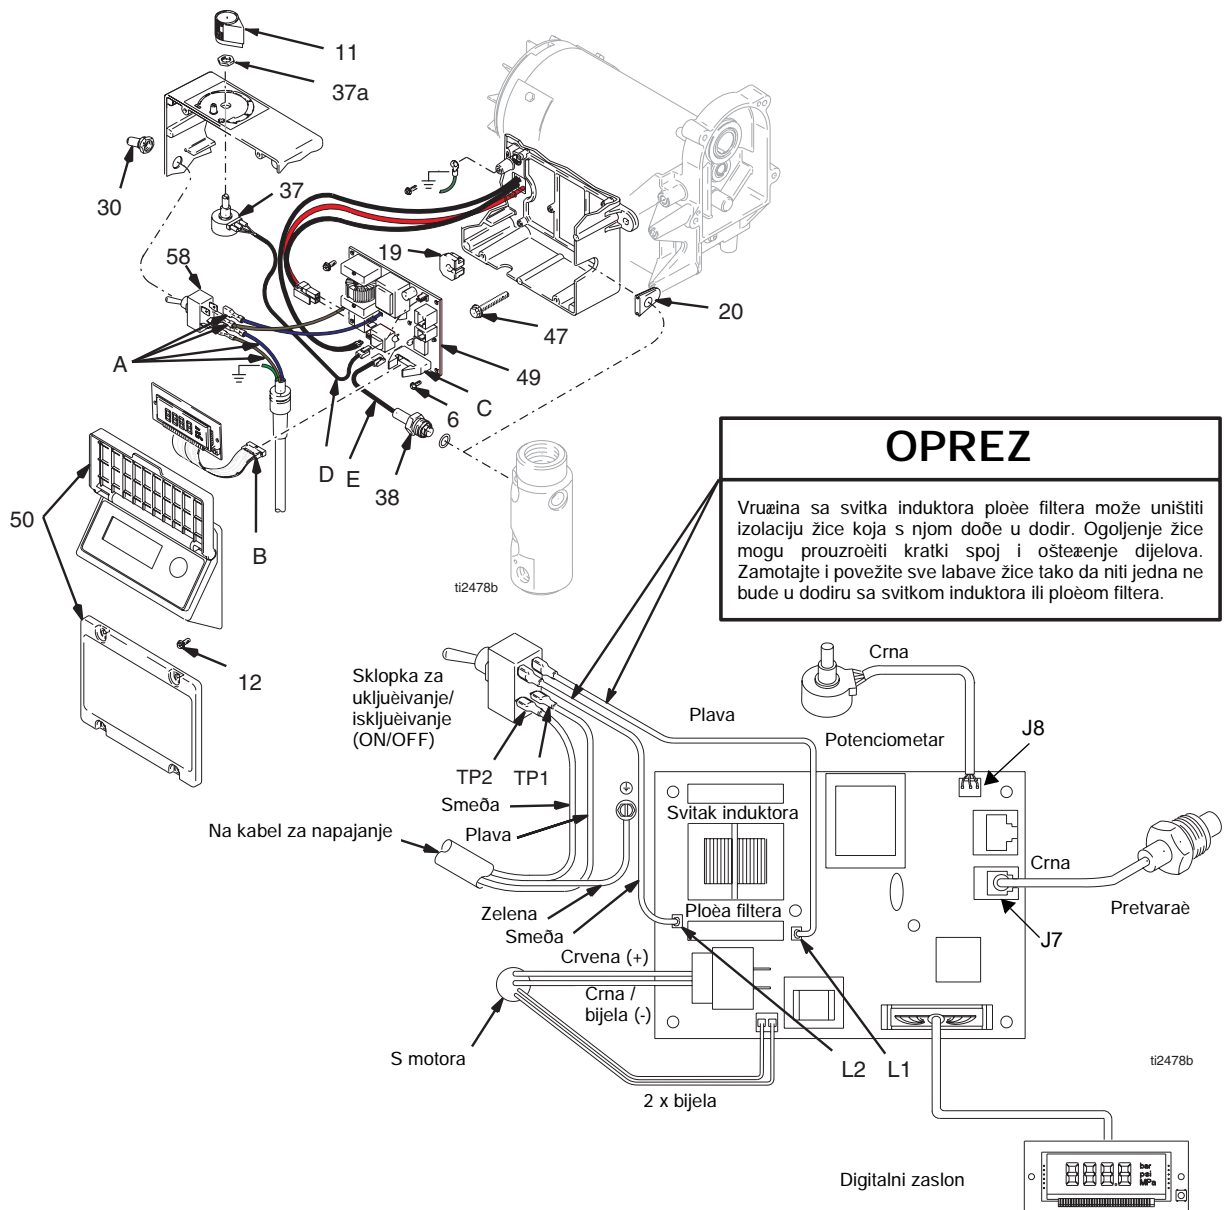 11
37a
30
37
58
19
20
47
A
49
C
6
D
E
38
50
B
12
ti2478b
OPREZ
Vruæina sa svitka induktora ploèe filtera može uništiti
izolaciju žice koja s njom doðe u dodir. Ogoljenje žice
mogu prouzroèiti kratki spoj i ošteæenje dijelova.
Zamotajte i povežite sve labave žice tako da niti jedna ne
bude u dodiru sa svitkom induktora ili ploèom filtera.
Sklopka za
ukljuèivanje/
iskljuèivanje
(ON/OFF)
Crna
Plava
Potenciometar
J8
TP2
TP1
Smeða
Plava
Svitak induktora
Na kabel za napajanje
Crna
Zelena
Smeða
Ploèa filtera
Pretvaraè
J7
Crvena (+)
Crna /
bijela (-)
S motora
L2
L1
ti2478b
2 x bijela
Digitalni zaslon
bar
psi
MPa